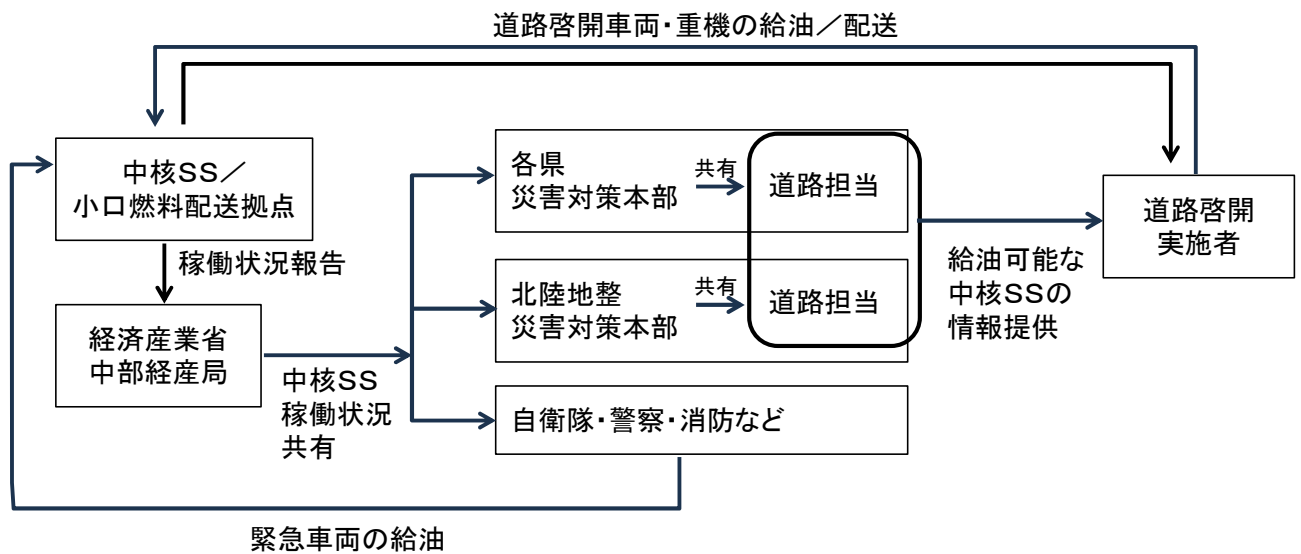 道路啓開車両・重機の給油／配送
中核SS／
小口燃料配送拠点
稼働状況報告
経済産業省
中部経産局
中核SS
稼働状況
共有
各県
災害対策本部
共有
道路担当
北陸地整
災害対策本部
共有
道路担当
自衛隊・警察・消防など
給油可能な
中核SSの
情報提供
道路啓開
実施者
緊急車両の給油